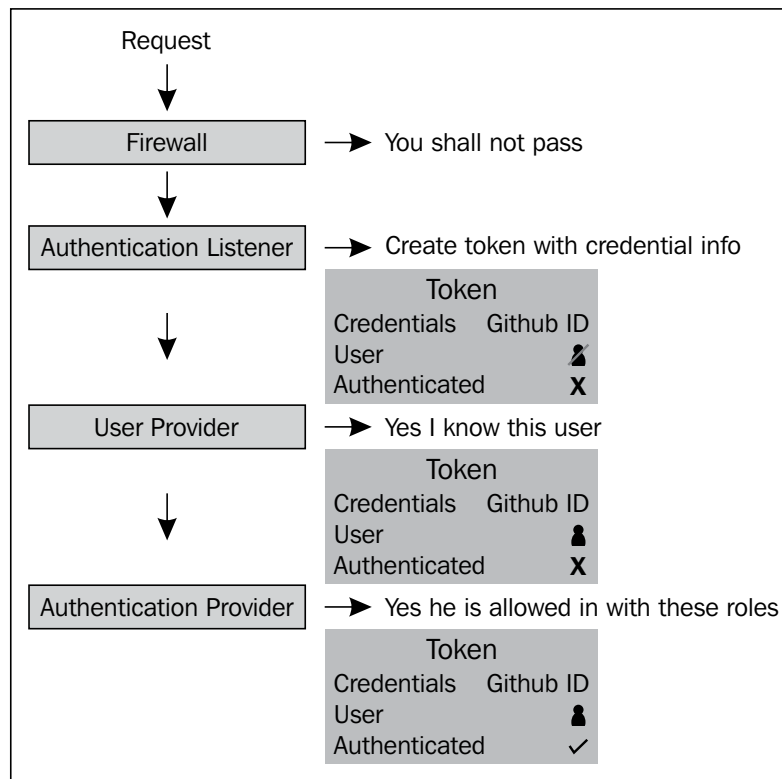 Request
Firewall
You shall not pass
Authentication Listener
Create token with credential info
Token
Credentials Github ID
User
Authenticated X
User Provider
Yes I know this user
Token
Credentials Github ID
User
Authenticated X
Authentication Provider
Yes he is allowed in with these roles
Token
Credentials Github ID
User
Authenticated ✓